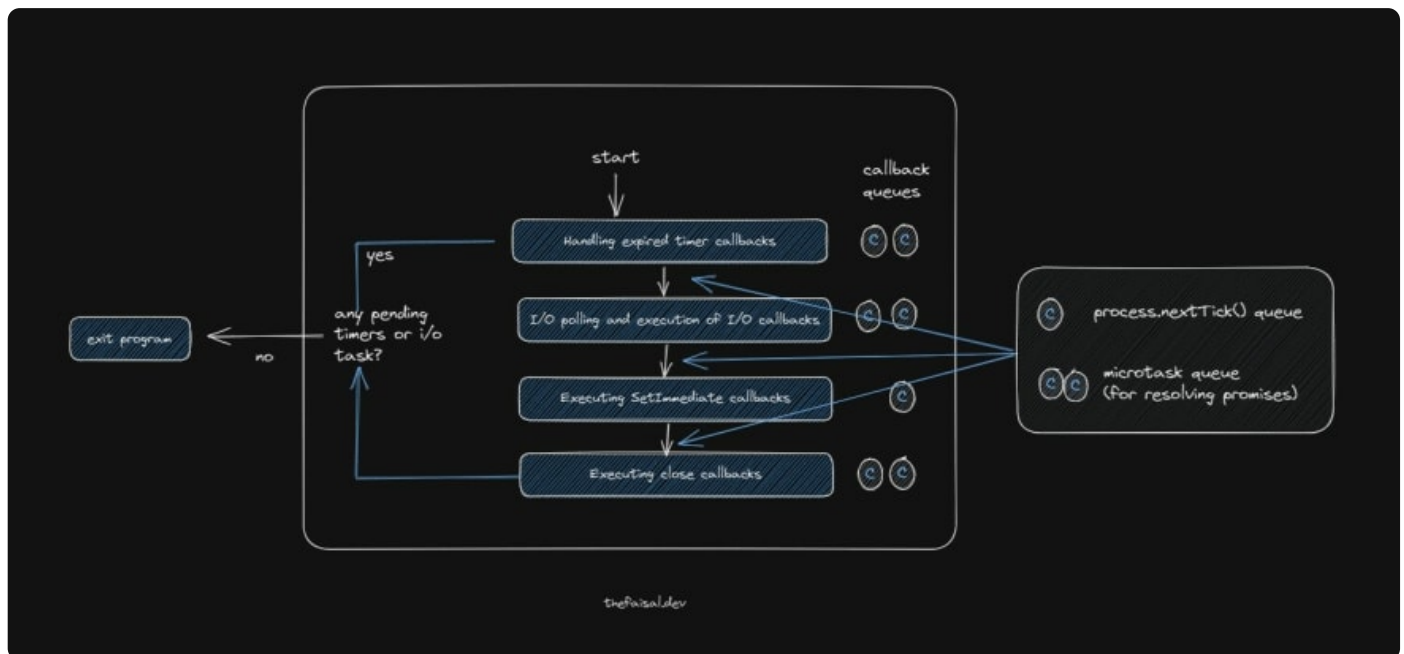 start
callback
queues
Handling expired timer callbacks
C C
yes
I/O polling and execution of I/O callbacks
C C
any pending
timers or i/o
task?
exit program
no
Executing SetImmediate callbacks
C
Executing close callbacks
C C
C process.nextTick() queue
C C microtask queue
(for resolving promises)
thefaisal.dev